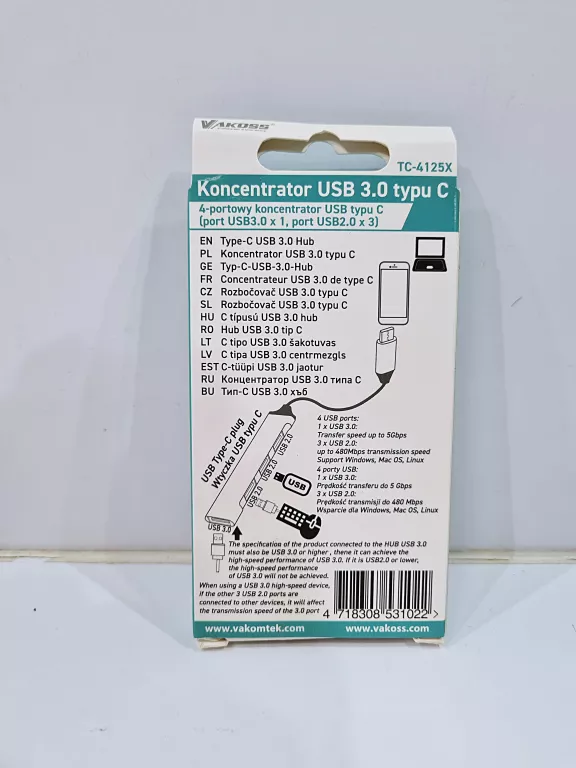 VAKOSS
TC-4125X
Koncentrator USB 3.0 typu C
4-portowy koncentrator USB typu C
(port USB3.0 x 1, port USB2.0 x 3)
EN Type-C USB 3.0 Hub
PL Koncentrator USB 3.0 typu C
GE Typ-C-USB-3.0-Hub
FR Concentrateur USB 3.0 de type C
CZ Rozbočovač USB 3.0 typu C
SL Rozbočovač USB 3.0 typu C
HU C típusú USB 3.0 hub
RO Hub USB 3.0 tip C
LT C tipo USB 3.0 šakotuvas
LV C tipa USB 3.0 centrmezgls
EST C-tüüpi USB 3.0 jaotur
RU Концентратор USB 3.0 типа C
BU Тип-C USB 3.0 хъб
USB Type-C plug
Wtyczka USB typu C
USB 2.0
USB 2.0
USB 2.0
USB 3.0
USB
4 USB ports:
1 x USB 3.0:
Transfer speed up to 5Gbps
3 x USB 2.0:
up to 480Mbps transmission speed
Support Windows, Mac OS, Linux
4 porty USB:
1 x USB 3.0:
Prędkość transferu do 5 Gbps
3 x USB 2.0:
Prędkość transmisji do 480 Mbps
Wsparcie dla Windows, Mac OS, Linux
The specification of the product connected to the HUB USB 3.0
must also be USB 3.0 or higher , thene it can achieve the
high-speed performance of USB 3.0. If it is USB2.0 or lower,
the high-speed performance
of USB 3.0 will not be achieved.
When using a USB 3.0 high-speed device,
if the other 3 USB 2.0 ports are
connected to other devices, it will affect
the transmission speed of the 3.0 port
4 718308 531022 >
www.vakomtek.com
www.vakoss.com